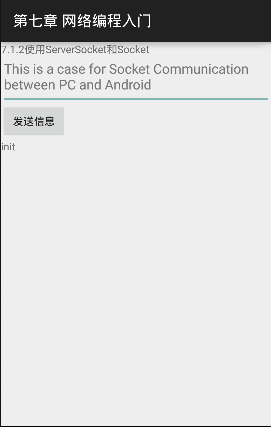 第七章 网络编程入门
7.1.2使用ServerSocket和Socket
This is a case for Socket Communication
between PC and Android
发送信息
init